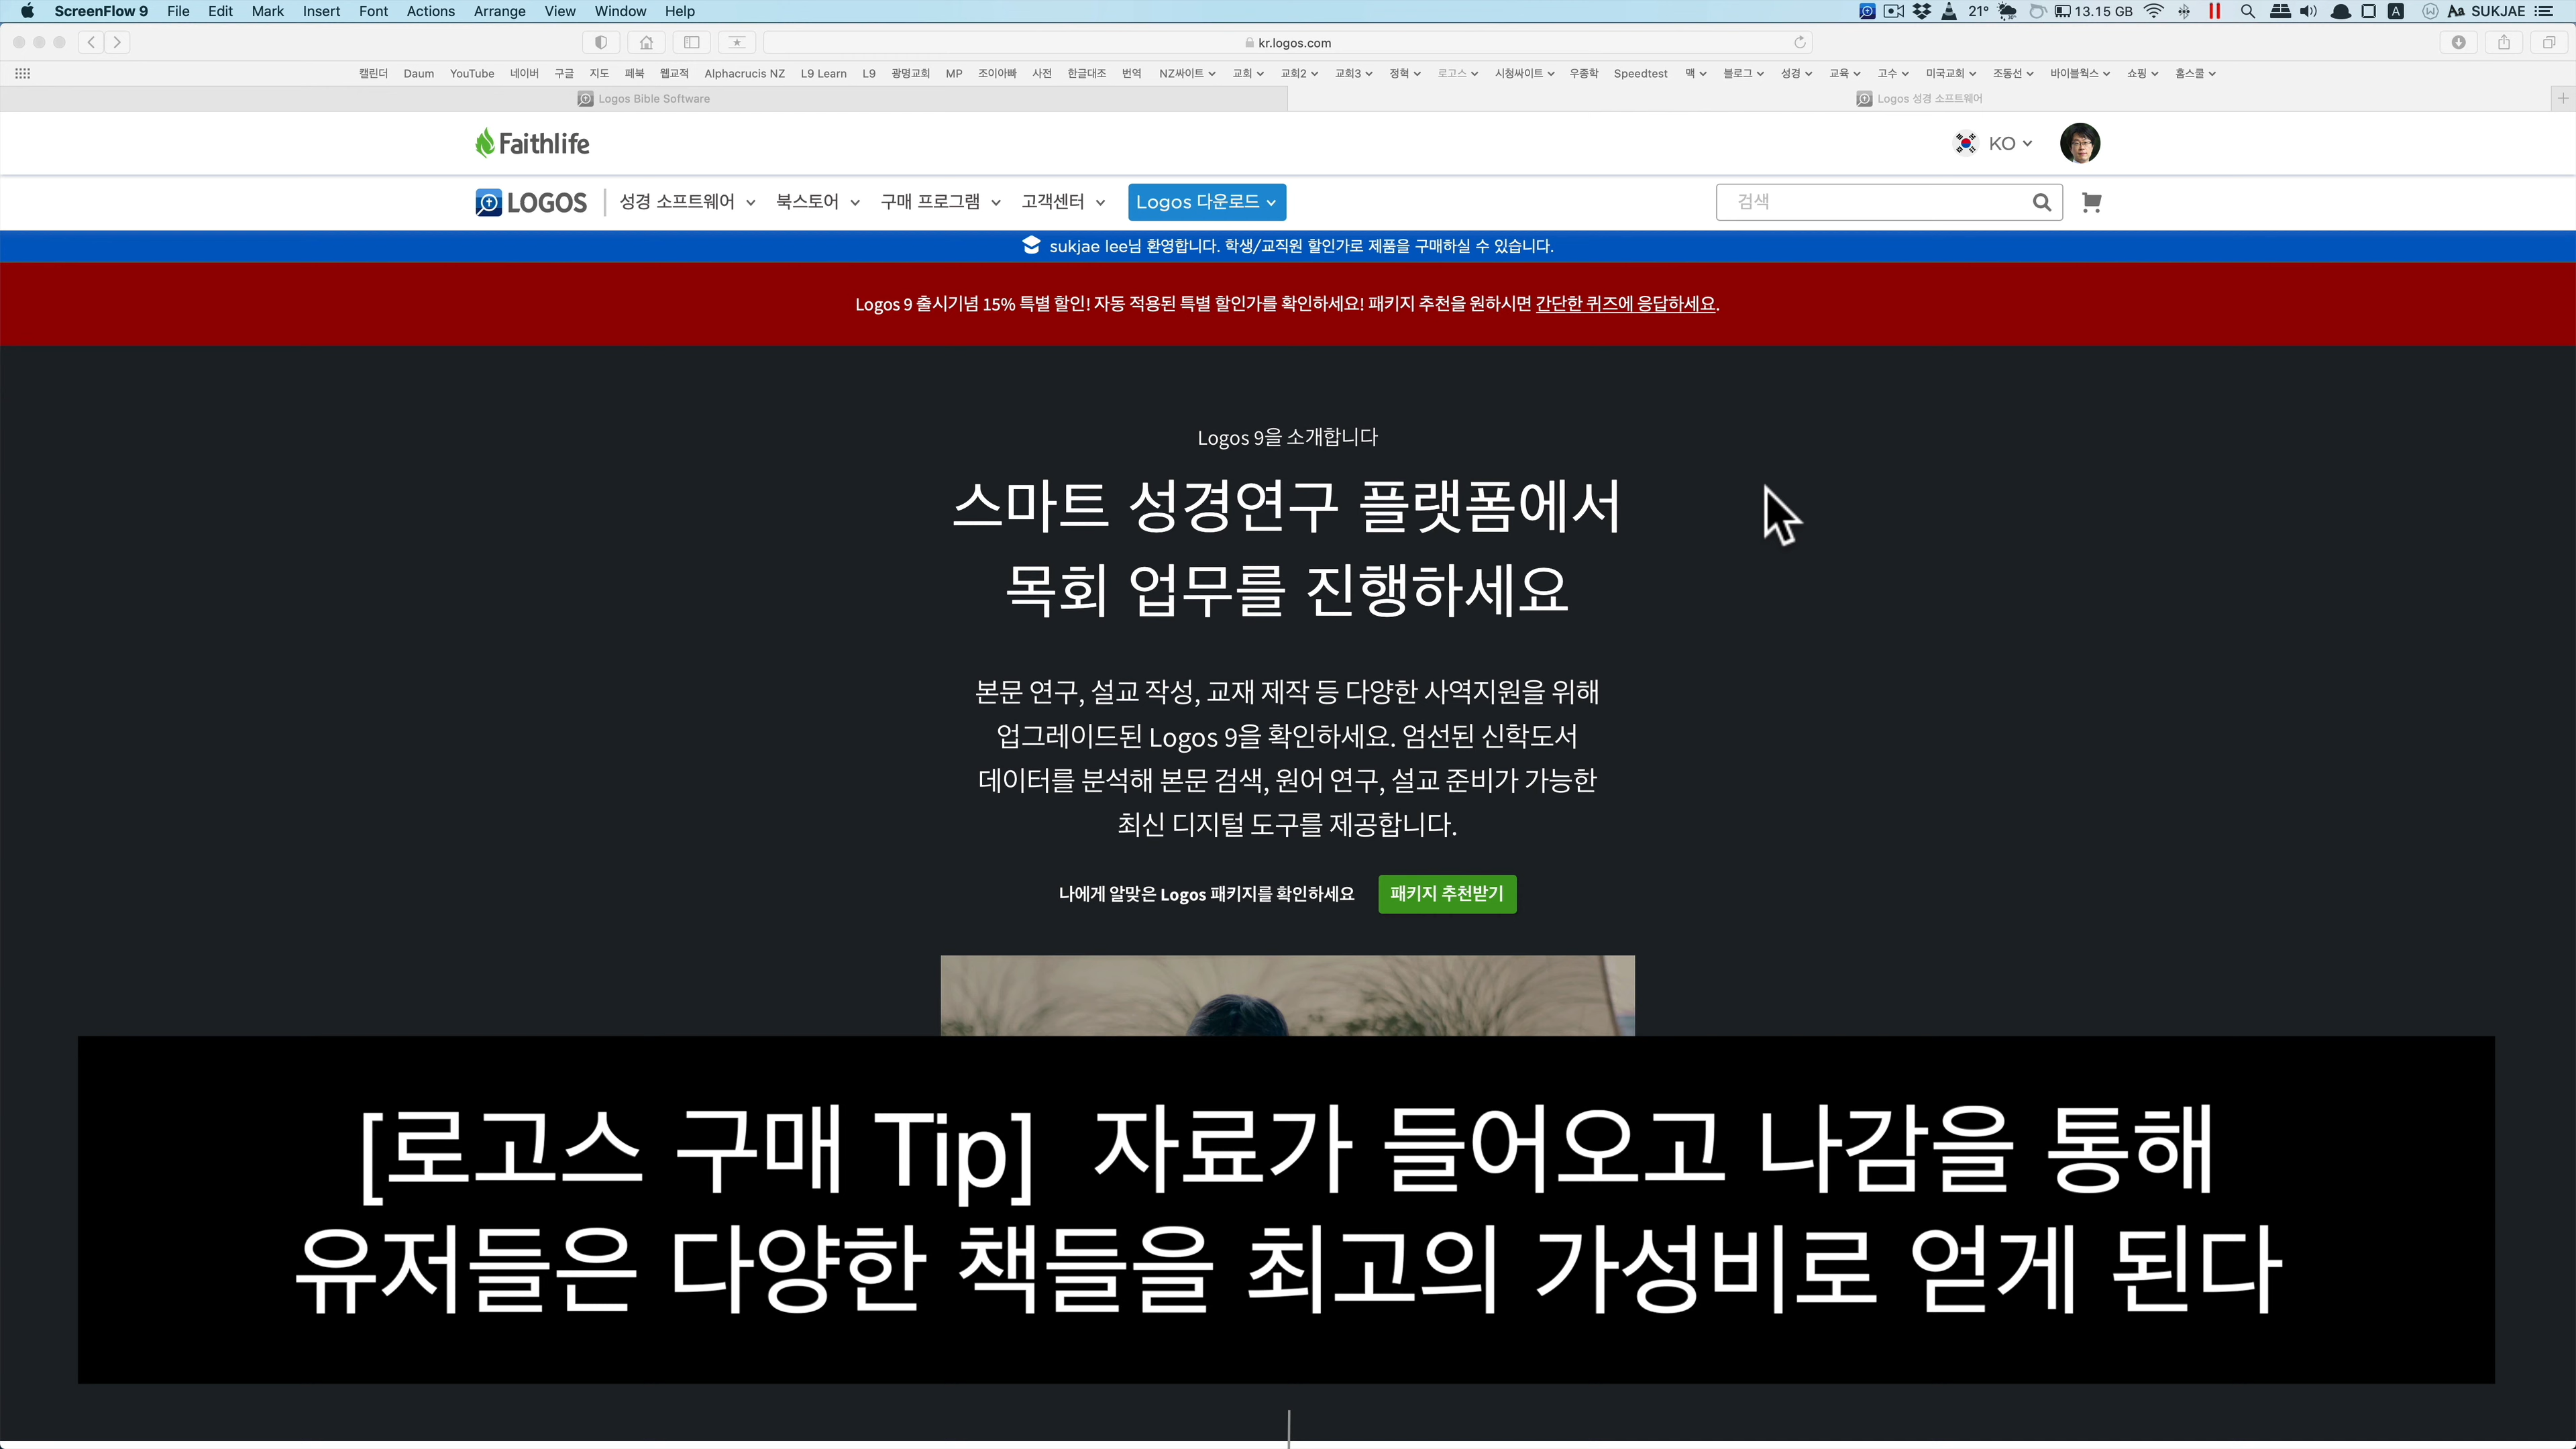 ScreenFlow 9 File Edit Mark Insert Font Actions Arrange View Window Help 21° 13.15 GB A Aa SUKJAE
kr.logos.com
캘린더 Daum YouTube 네이버 구글 지도 페북 웹교적 Alphacrucis NZ L9 Learn L9 광명교회 MP 조이아빠 사전 한글대조 번역 NZ싸이트 교회 교회2 교회3 정혁 로고스 시청싸이트 우종학 Speedtest 맥 블로그 성경 교육 고수 미국교회 조동선 바이블웍스 쇼핑 홈스쿨
Logos Bible Software Logos 성경 소프트웨어
Faithlife KO
LOGOS 성경 소프트웨어 북스토어 구매 프로그램 고객센터 Logos 다운로드 검색
sukjae lee님 환영합니다. 학생/교직원 할인가로 제품을 구매하실 수 있습니다.
Logos 9 출시기념 15% 특별 할인! 자동 적용된 특별 할인가를 확인하세요! 패키지 추천을 원하시면 간단한 퀴즈에 응답하세요.
Logos 9을 소개합니다
스마트 성경연구 플랫폼에서
목회 업무를 진행하세요
본문 연구, 설교 작성, 교재 제작 등 다양한 사역지원을 위해
업그레이드된 Logos 9을 확인하세요. 엄선된 신학도서
데이터를 분석해 본문 검색, 원어 연구, 설교 준비가 가능한
최신 디지털 도구를 제공합니다.
나에게 알맞은 Logos 패키지를 확인하세요 패키지 추천받기
[로고스 구매 Tip] 자료가 들어오고 나감을 통해
유저들은 다양한 책들을 최고의 가성비로 얻게 된다